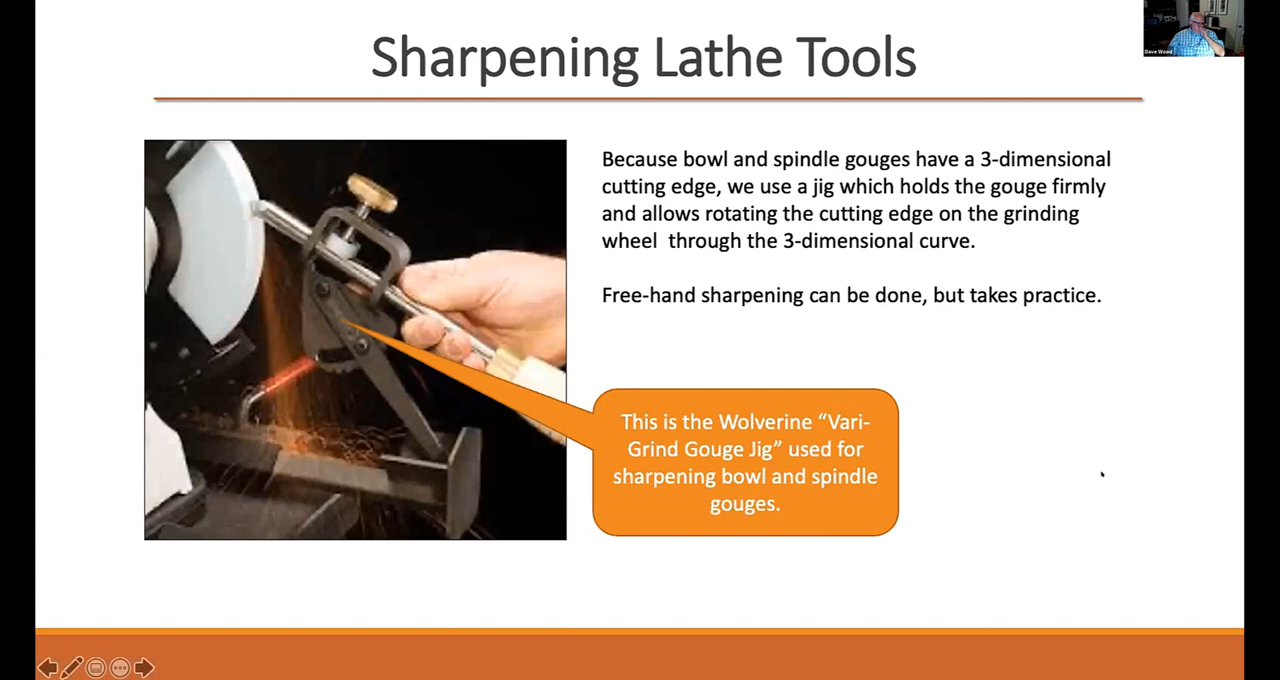 Sharpening Lathe Tools
Dave Wood
Because bowl and spindle gouges have a 3-dimensional
cutting edge, we use a jig which holds the gouge firmly
and allows rotating the cutting edge on the grinding
wheel through the 3-dimensional curve.
Free-hand sharpening can be done, but takes practice.
This is the Wolverine “Vari-
Grind Gouge Jig” used for
sharpening bowl and spindle
gouges.